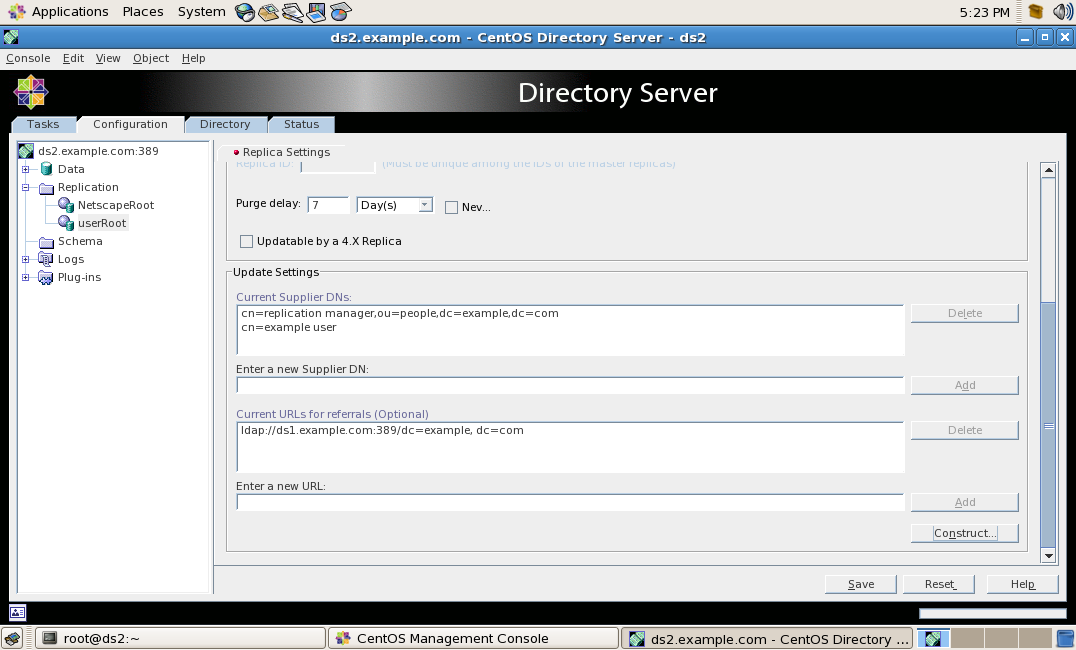 Applications Places System 5:23 PM
ds2.example.com - CentOS Directory Server - ds2
Console Edit View Object Help
Directory Server
Tasks Configuration Directory Status
ds2.example.com:389
Data
Replication
NetscapeRoot
userRoot
Schema
Logs
Plug-ins
Replica Settings
Replica ID: (Must be unique among the IDs of the master replicas)
Purge delay: 7 Day(s) Nev...
Updatable by a 4.X Replica
Update Settings
Current Supplier DNs:
cn=replication manager,ou=people,dc=example,dc=com
cn=example user
Delete
Enter a new Supplier DN:
Add
Current URLs for referrals (Optional)
ldap://ds1.example.com:389/dc=example, dc=com
Delete
Enter a new URL:
Add
Construct...
Save Reset Help
root@ds2:~ CentOS Management Console ds2.example.com - CentOS Directory ...